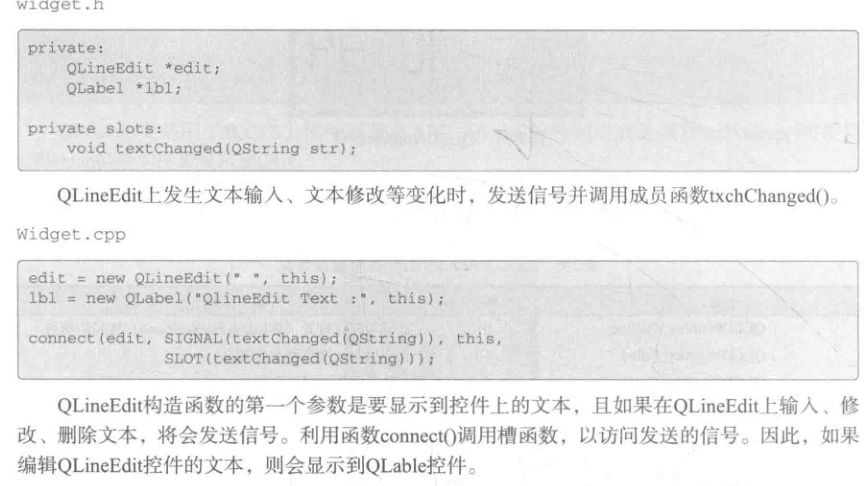 widget.h
private:
    QLineEdit *edit;
    QLabel *lbl;
private slots:
    void textChanged(QString str);
QLineEdit上发生文本输入、文本修改等变化时，发送信号并调用成员函数txchChanged()。
Widget.cpp
edit = new QLineEdit(" ", this);
lbl = new QLabel("QlineEdit Text :", this);
connect(edit, SIGNAL(textChanged(QString)), this,
              SLOT(textChanged(QString)));
QLineEdit构造函数的第一个参数是要显示到控件上的文本，且如果在QLineEdit上输入、修
改、删除文本，将会发送信号。利用函数connect()调用槽函数，以访问发送的信号。因此，如果
编辑QLineEdit控件的文本，则会显示到QLable控件。